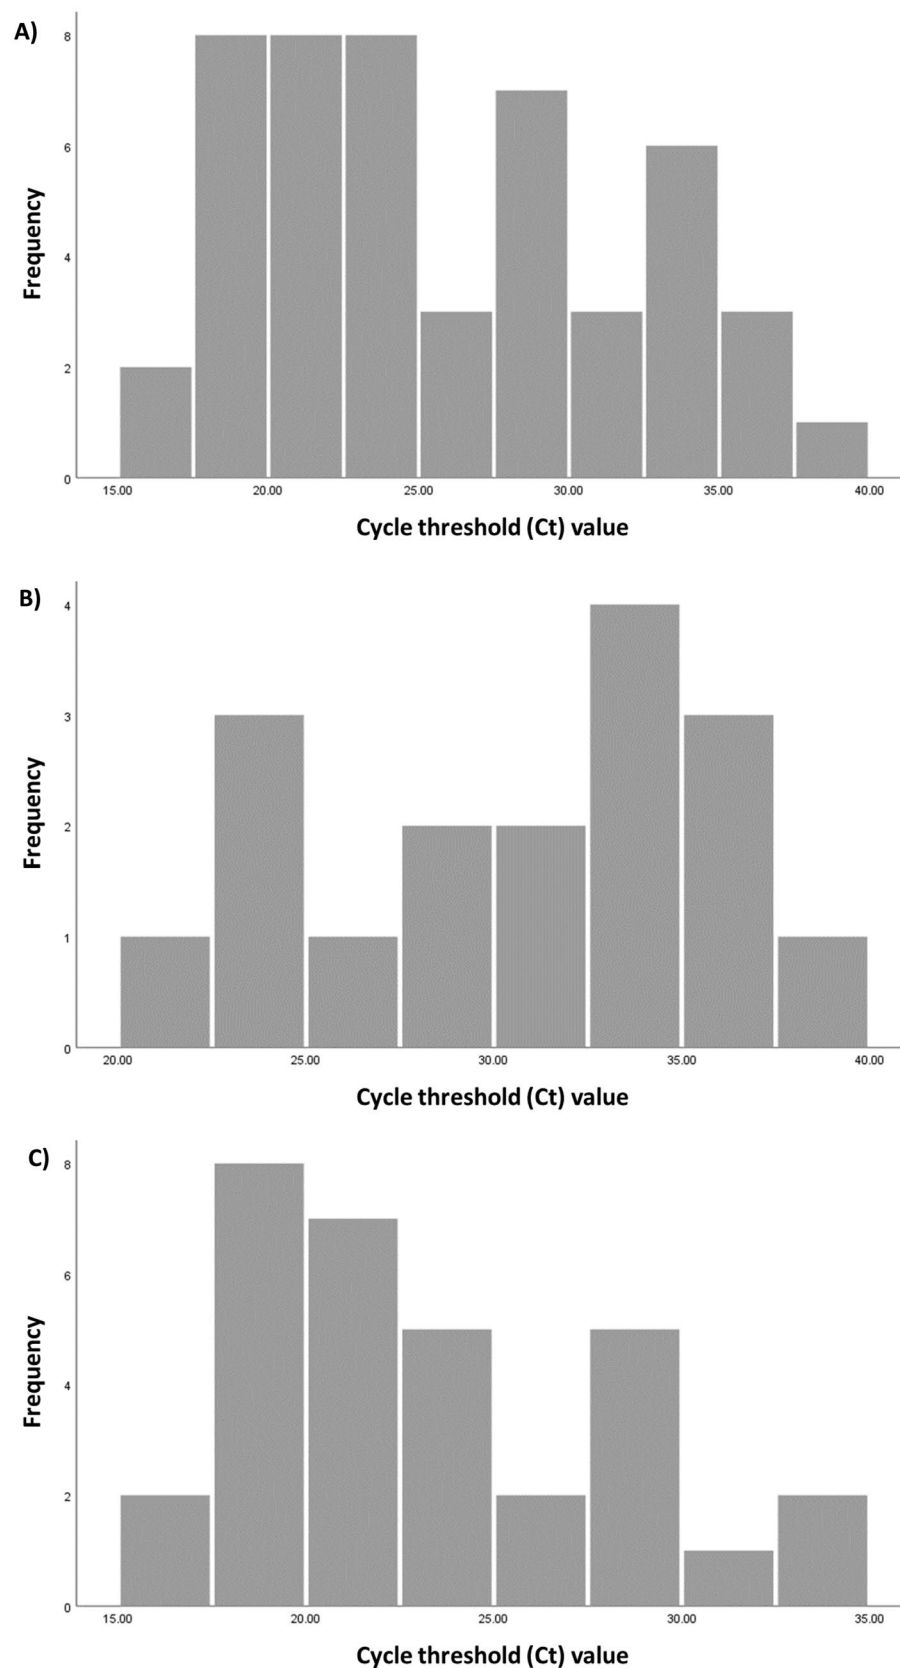 A)
8
6
4
2
0
Frequency
15.00 20.00 25.00 30.00 35.00 40.00
Cycle threshold (Ct) value
B)
4
3
2
1
0
Frequency
20.00 25.00 30.00 35.00 40.00
Cycle threshold (Ct) value
C)
8
6
4
2
0
Frequency
15.00 20.00 25.00 30.00 35.00
Cycle threshold (Ct) value